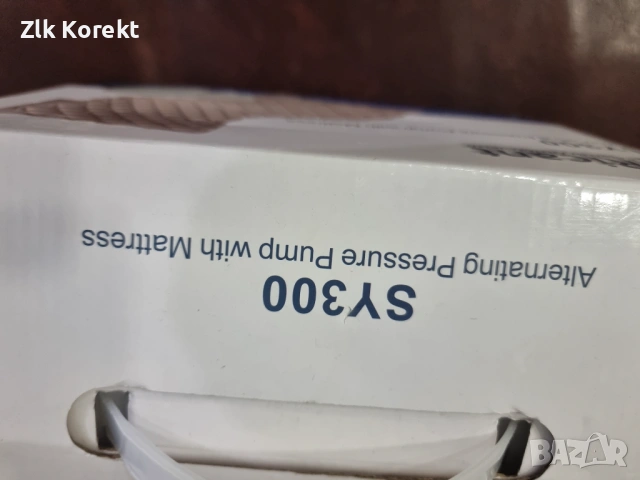 Zlk Korekt
SY300
Alternating Pressure Pump with Mattress
BAZAR